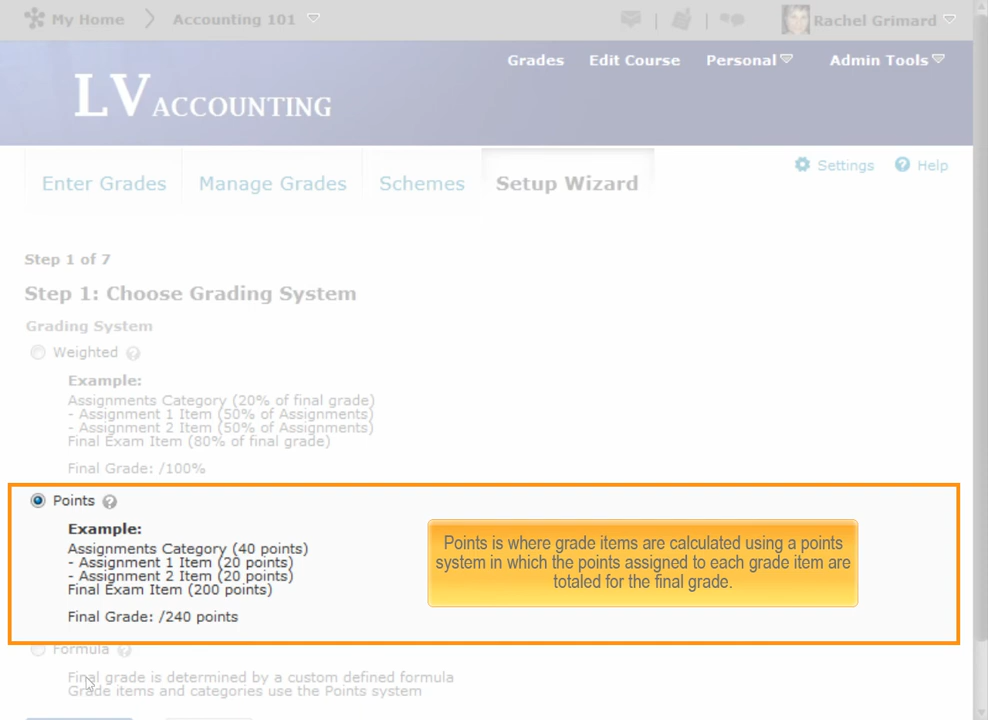 My Home
Accounting 101
Rachel Grimard
Grades Edit Course Personal Admin Tools
LV ACCOUNTING
Settings Help
Enter Grades Manage Grades Schemes Setup Wizard
Step 1 of 7
Step 1: Choose Grading System
Grading System
Weighted
Example:
Assignments Category (20% of final grade)
- Assignment 1 Item (50% of Assignments)
- Assignment 2 Item (50% of Assignments)
Final Exam Item (80% of final grade)
Final Grade: /100%
Points
Example:
Assignments Category (40 points)
- Assignment 1 Item (20 points)
- Assignment 2 Item (20 points)
Final Exam Item (200 points)
Final Grade: /240 points
Points is where grade items are calculated using a points
system in which the points assigned to each grade item are
totaled for the final grade.
Formula
Final grade is determined by a custom defined formula
Grade items and categories use the Points system